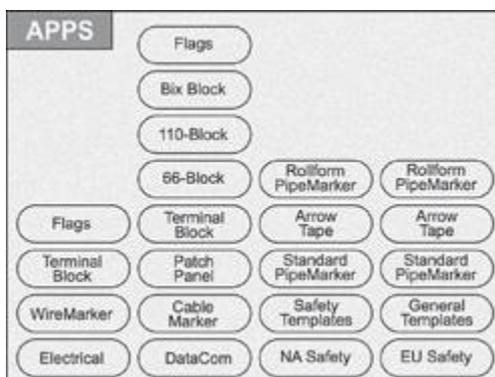 APPS
Flags
Bix Block
110-Block
66-Block
Rollform
PipeMarker
Rollform
PipeMarker
Flags
Terminal
Block
Arrow
Tape
Arrow
Tape
Terminal
Block
Patch
Panel
Standard
PipeMarker
Standard
PipeMarker
WireMarker
Cable
Marker
Safety
Templates
General
Templates
Electrical
DataCom
NA Safety
EU Safety